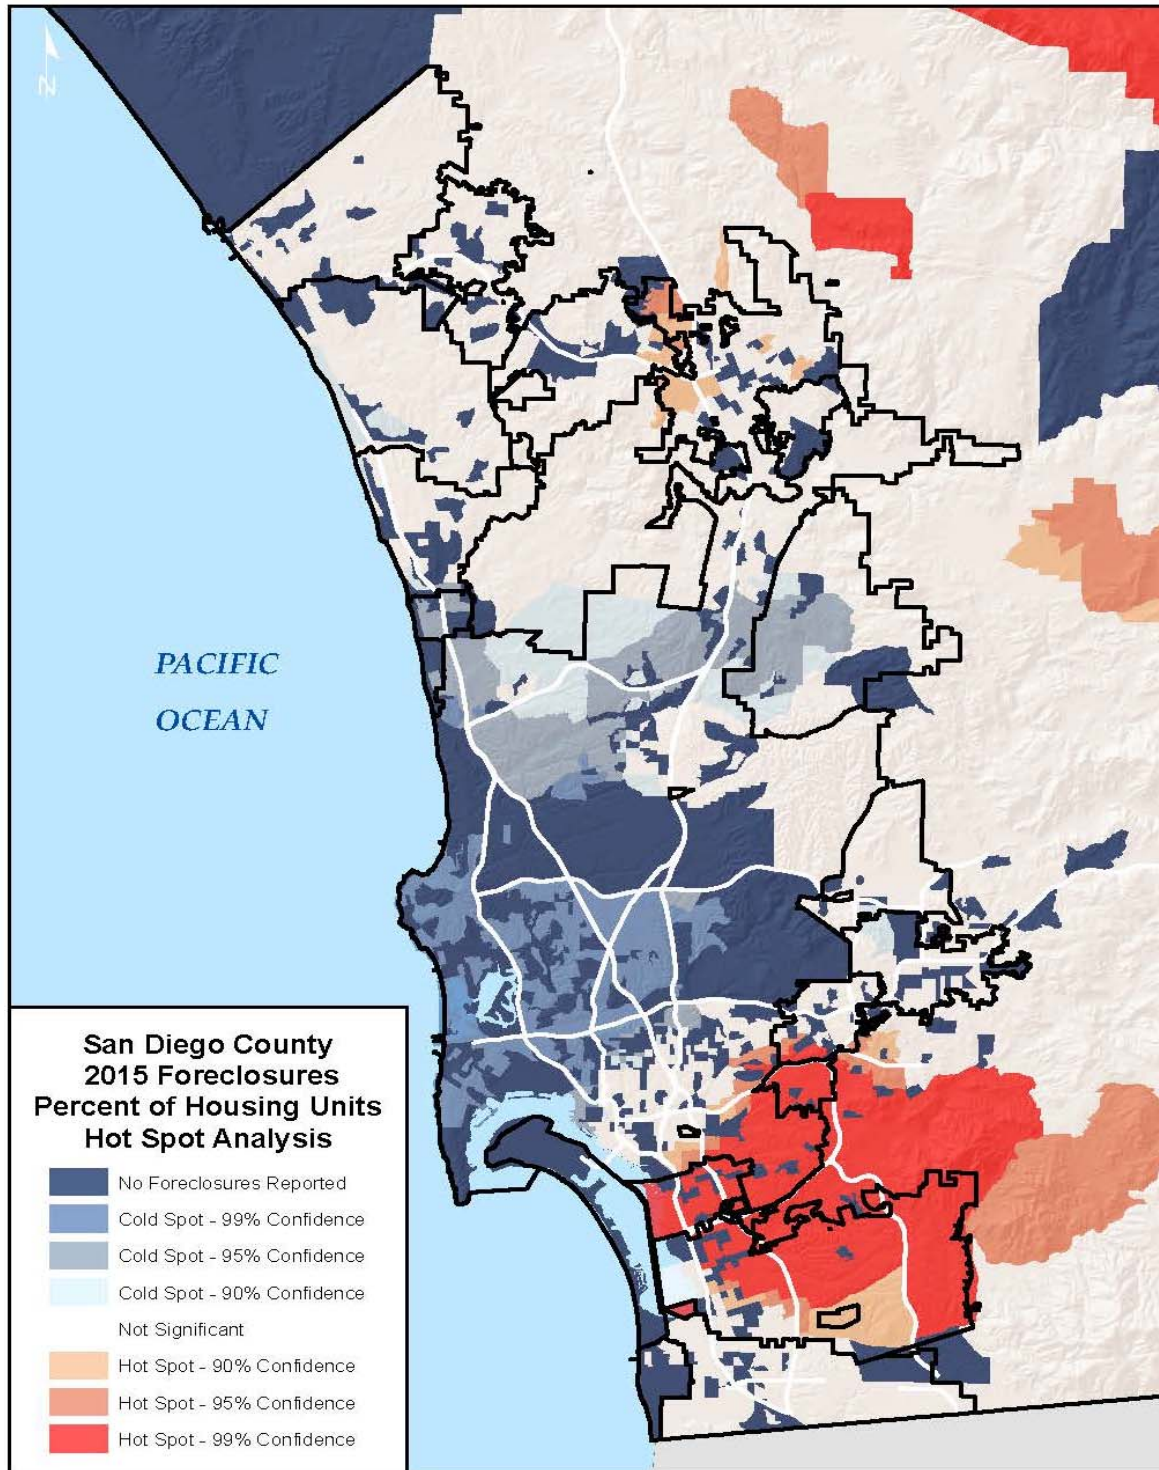 N
PACIFIC
OCEAN
San Diego County
2015 Foreclosures
Percent of Housing Units
Hot Spot Analysis
No Foreclosures Reported
Cold Spot - 99% Confidence
Cold Spot - 95% Confidence
Cold Spot - 90% Confidence
Not Significant
Hot Spot - 90% Confidence
Hot Spot - 95% Confidence
Hot Spot - 99% Confidence